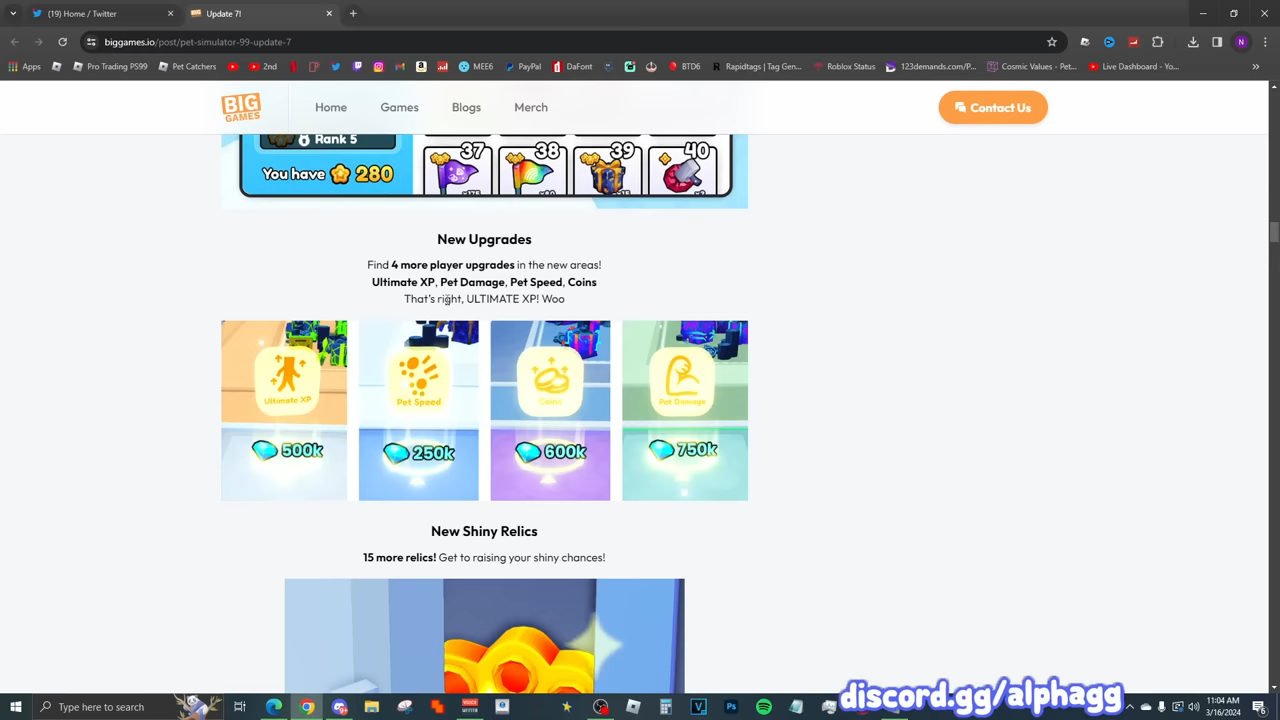 (19) Home / Twitter
Update 7!
biggames.io/post/pet-simulator-99-update-7
Apps
Pro Trading PS99
Pet Catchers
2nd
MEE6
PayPal
DaFont
BTD6
Rapidtags | Tag Gen...
Roblox Status
123demands.com/P...
Cosmic Values - Pet...
Live Dashboard - Yo...
BIG GAMES
Home
Games
Blogs
Merch
Contact Us
Rank 5
You have 280
37
38
39
40
New Upgrades
Find 4 more player upgrades in the new areas!
Ultimate XP, Pet Damage, Pet Speed, Coins
That's right, ULTIMATE XP! Woo
Ultimate XP
Pet Speed
Coins
Pet Damage
500k
250k
600k
750k
New Shiny Relics
15 more relics! Get to raising your shiny chances!
discord.gg/alphagg
Type here to search
11:04 AM
3/16/2024